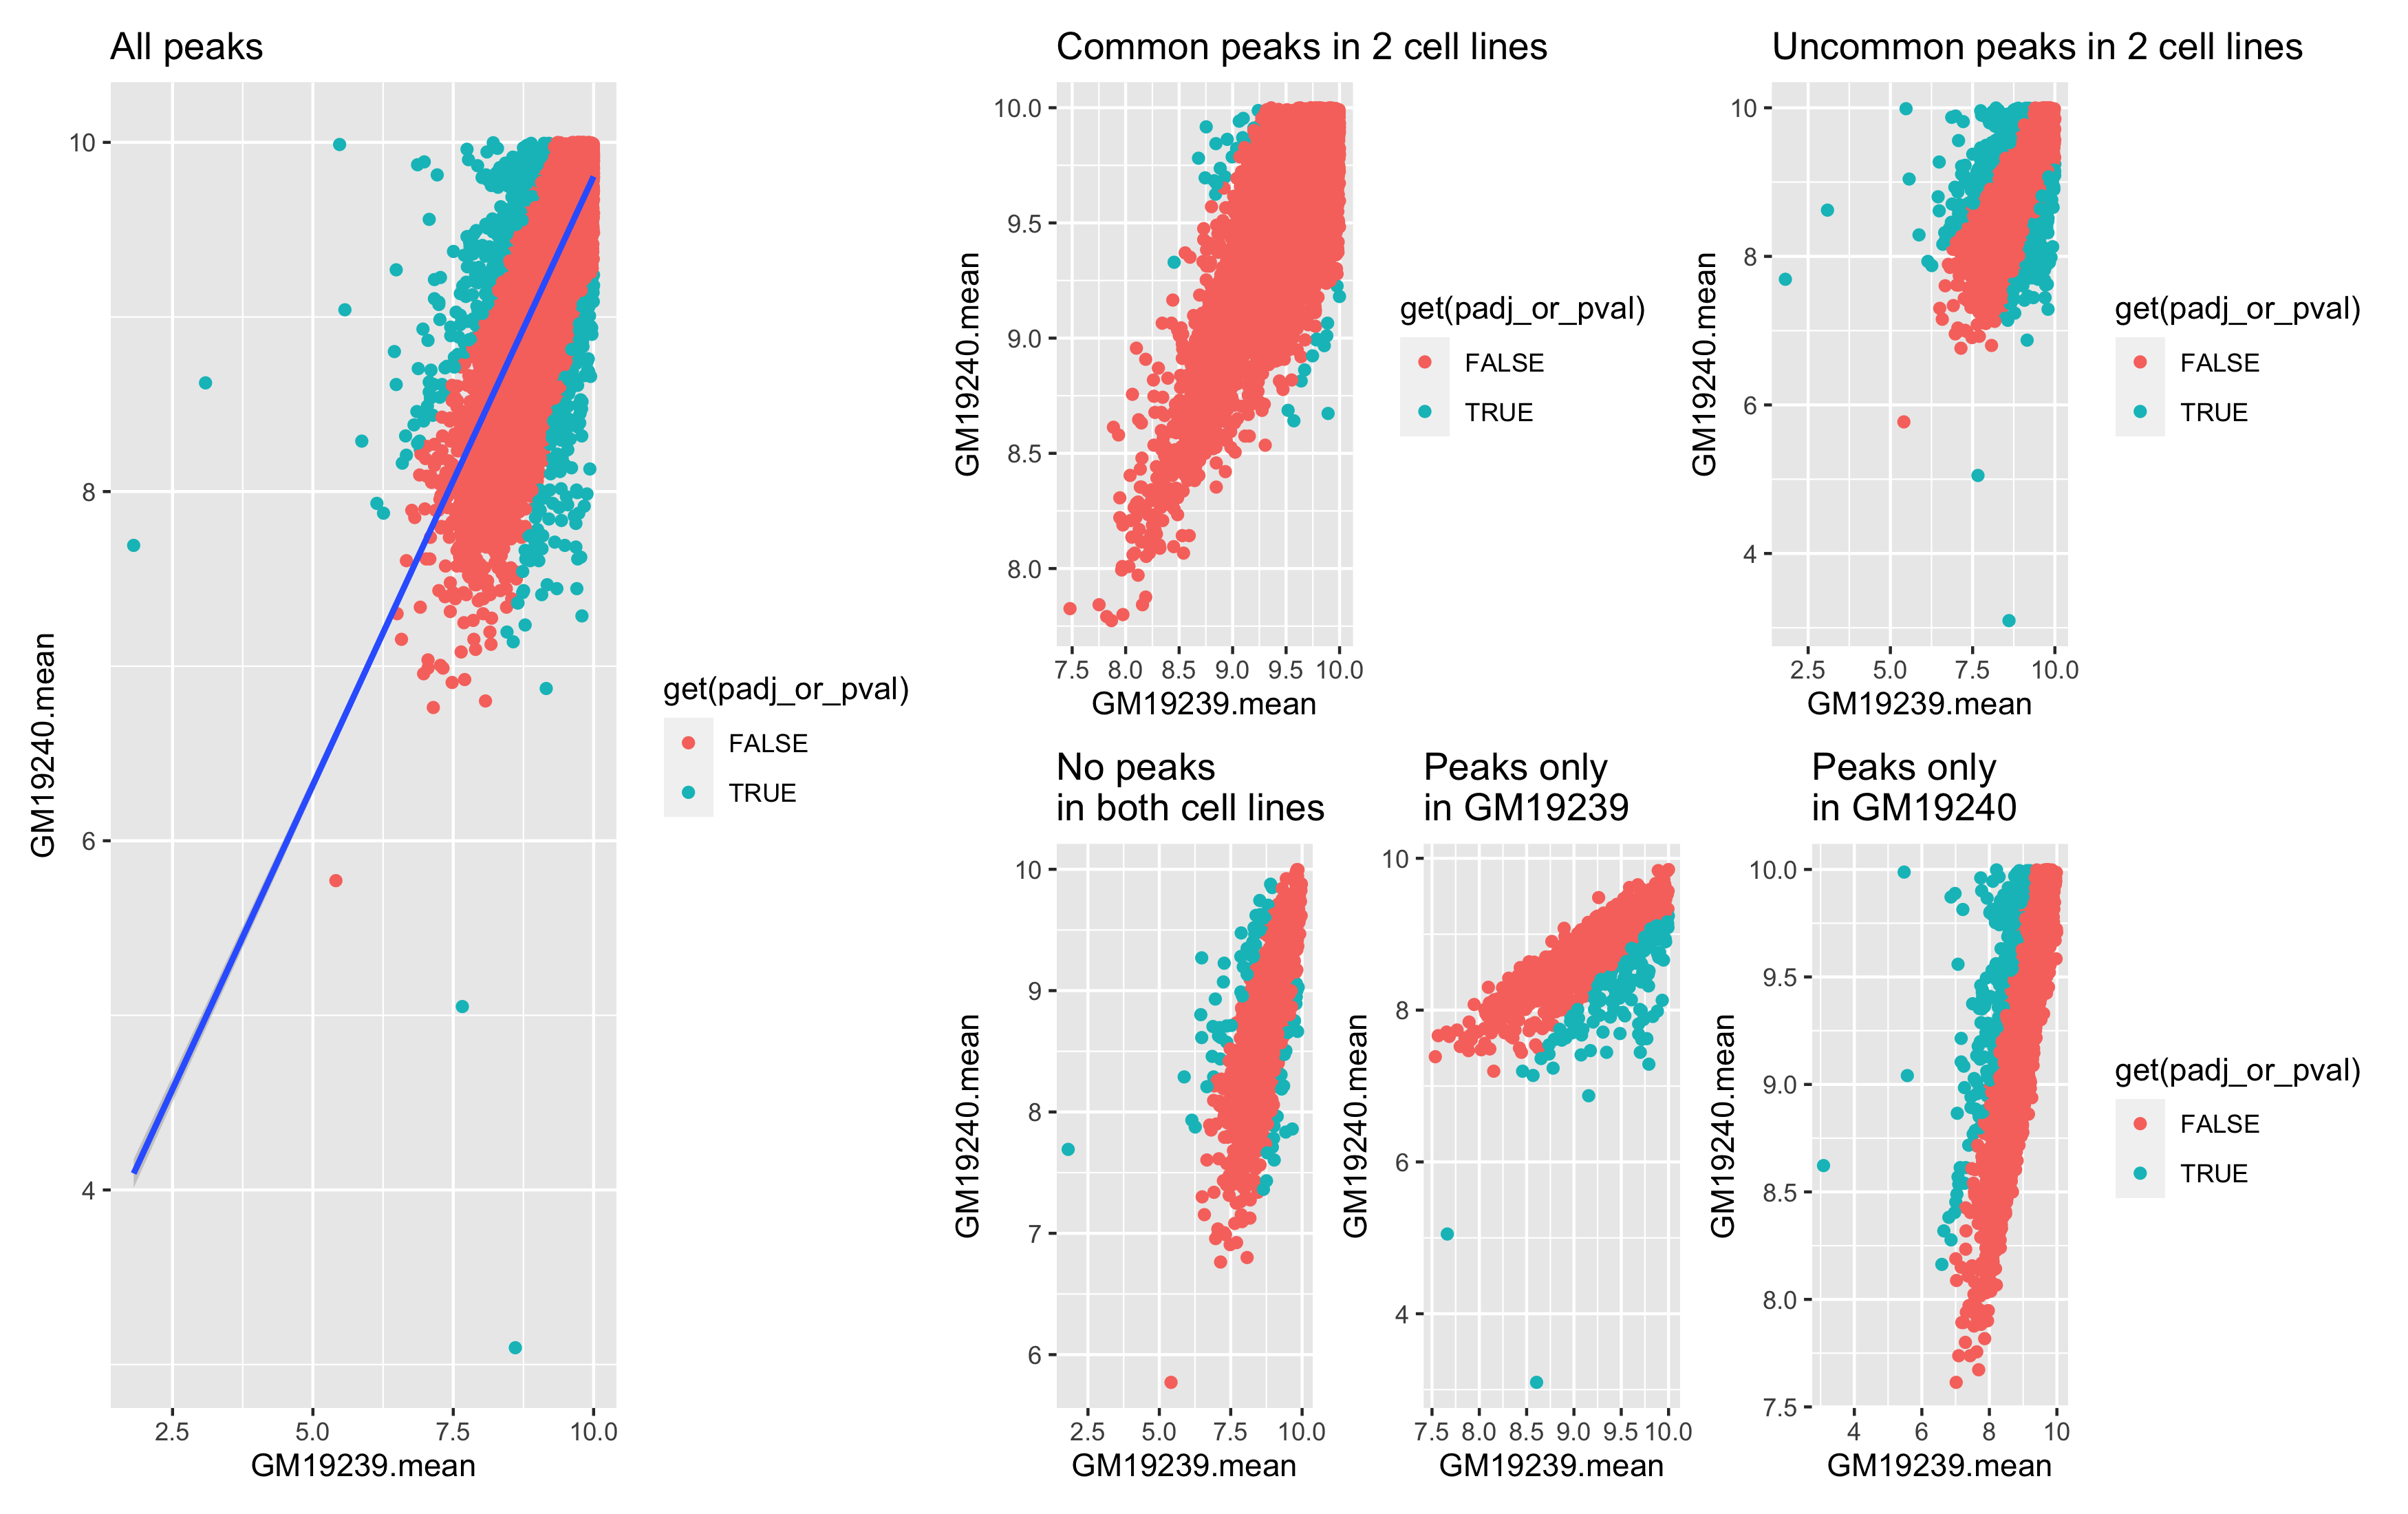 All peaks
10
8
6
4
2.5 5.0 7.5 10.0
GM19239.mean
GM19240.mean
get(padj_or_pval)
FALSE
TRUE
Common peaks in 2 cell lines
10.0
9.5
9.0
8.5
8.0
7.5 8.0 8.5 9.0 9.5 10.0
GM19239.mean
GM19240.mean
get(padj_or_pval)
FALSE
TRUE
Uncommon peaks in 2 cell lines
10
8
6
4
2.5 5.0 7.5 10.0
GM19239.mean
GM19240.mean
get(padj_or_pval)
FALSE
TRUE
No peaks
in both cell lines
10
9
8
7
6
2.5 5.0 7.5 10.0
GM19239.mean
GM19240.mean
Peaks only
in GM19239
10
8
6
4
7.5 8.0 8.5 9.0 9.5 10.0
GM19239.mean
GM19240.mean
Peaks only
in GM19240
10.0
9.5
9.0
8.5
8.0
7.5
4 6 8 10
GM19239.mean
GM19240.mean
get(padj_or_pval)
FALSE
TRUE